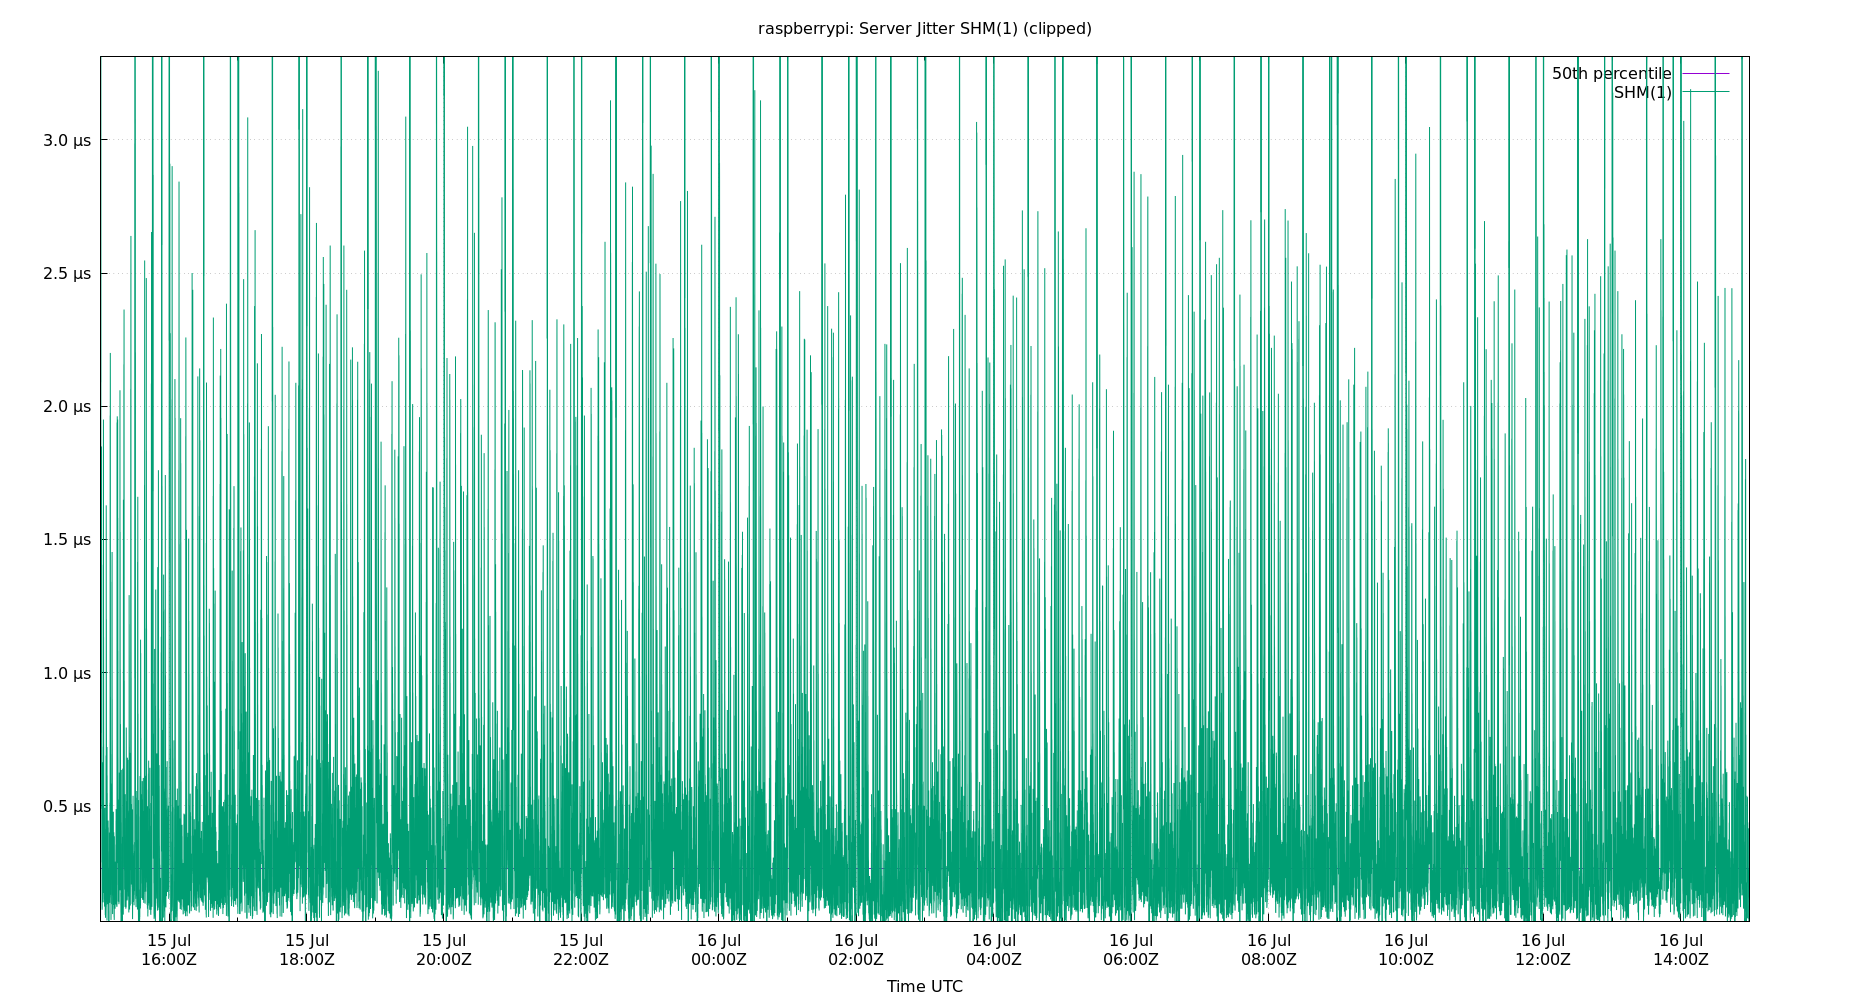 raspberrypi: Server Jitter SHM(1) (clipped)
50th percentile
SHM(1)
3.0 µs
2.5 µs
2.0 µs
1.5 µs
1.0 µs
0.5 µs
15 Jul 15 Jul 15 Jul 15 Jul 16 Jul 16 Jul 16 Jul 16 Jul 16 Jul 16 Jul 16 Jul 16 Jul
16:00Z 18:00Z 20:00Z 22:00Z 00:00Z 02:00Z 04:00Z 06:00Z 08:00Z 10:00Z 12:00Z 14:00Z
Time UTC